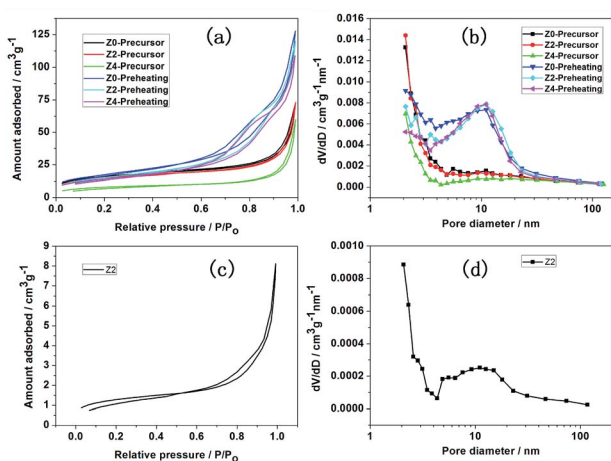 (a)
Z0-Precursor
Z2-Precursor
Z4-Precursor
Z0-Preheating
Z2-Preheating
Z4-Preheating
Amount adsorbed / cm³g⁻¹
125
100
75
50
25
0
0.0 0.2 0.4 0.6 0.8 1.0
Relative pressure / P/Po
(b)
Z0-Precursor
Z2-Precursor
Z4-Precursor
Z0-Preheating
Z2-Preheating
Z4-Preheating
dV/dD / cm³g⁻¹nm⁻¹
0.016
0.014
0.012
0.010
0.008
0.006
0.004
0.002
0.000
1 10 100
Pore diameter / nm
(c)
Z2
Amount adsorbed / cm³g⁻¹
9
8
7
6
5
4
3
2
1
0
0.0 0.2 0.4 0.6 0.8 1.0
Relative pressure / P/Po
(d)
Z2
dV/dD / cm³g⁻¹nm⁻¹
0.0010
0.0008
0.0006
0.0004
0.0002
0.0000
1 10 100
Pore diameter / nm